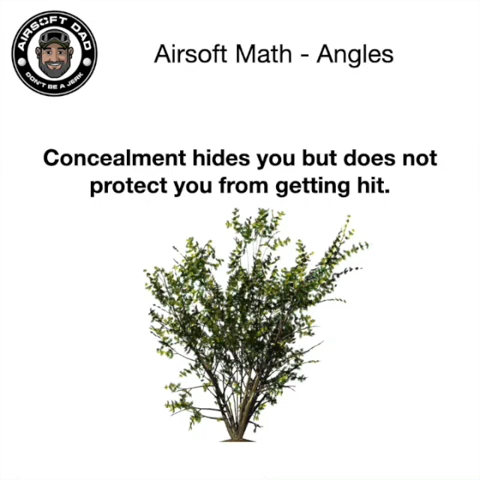 AIRSOFT DAD
DON'T BE A JERK
Airsoft Math - Angles
Concealment hides you but does not
protect you from getting hit.